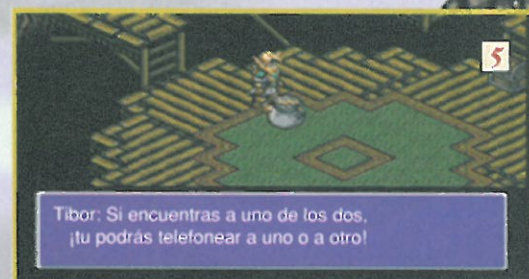 5
Tibor: Si encuentras a uno de los dos,
¡tu podrás telefonear a uno o a otro!